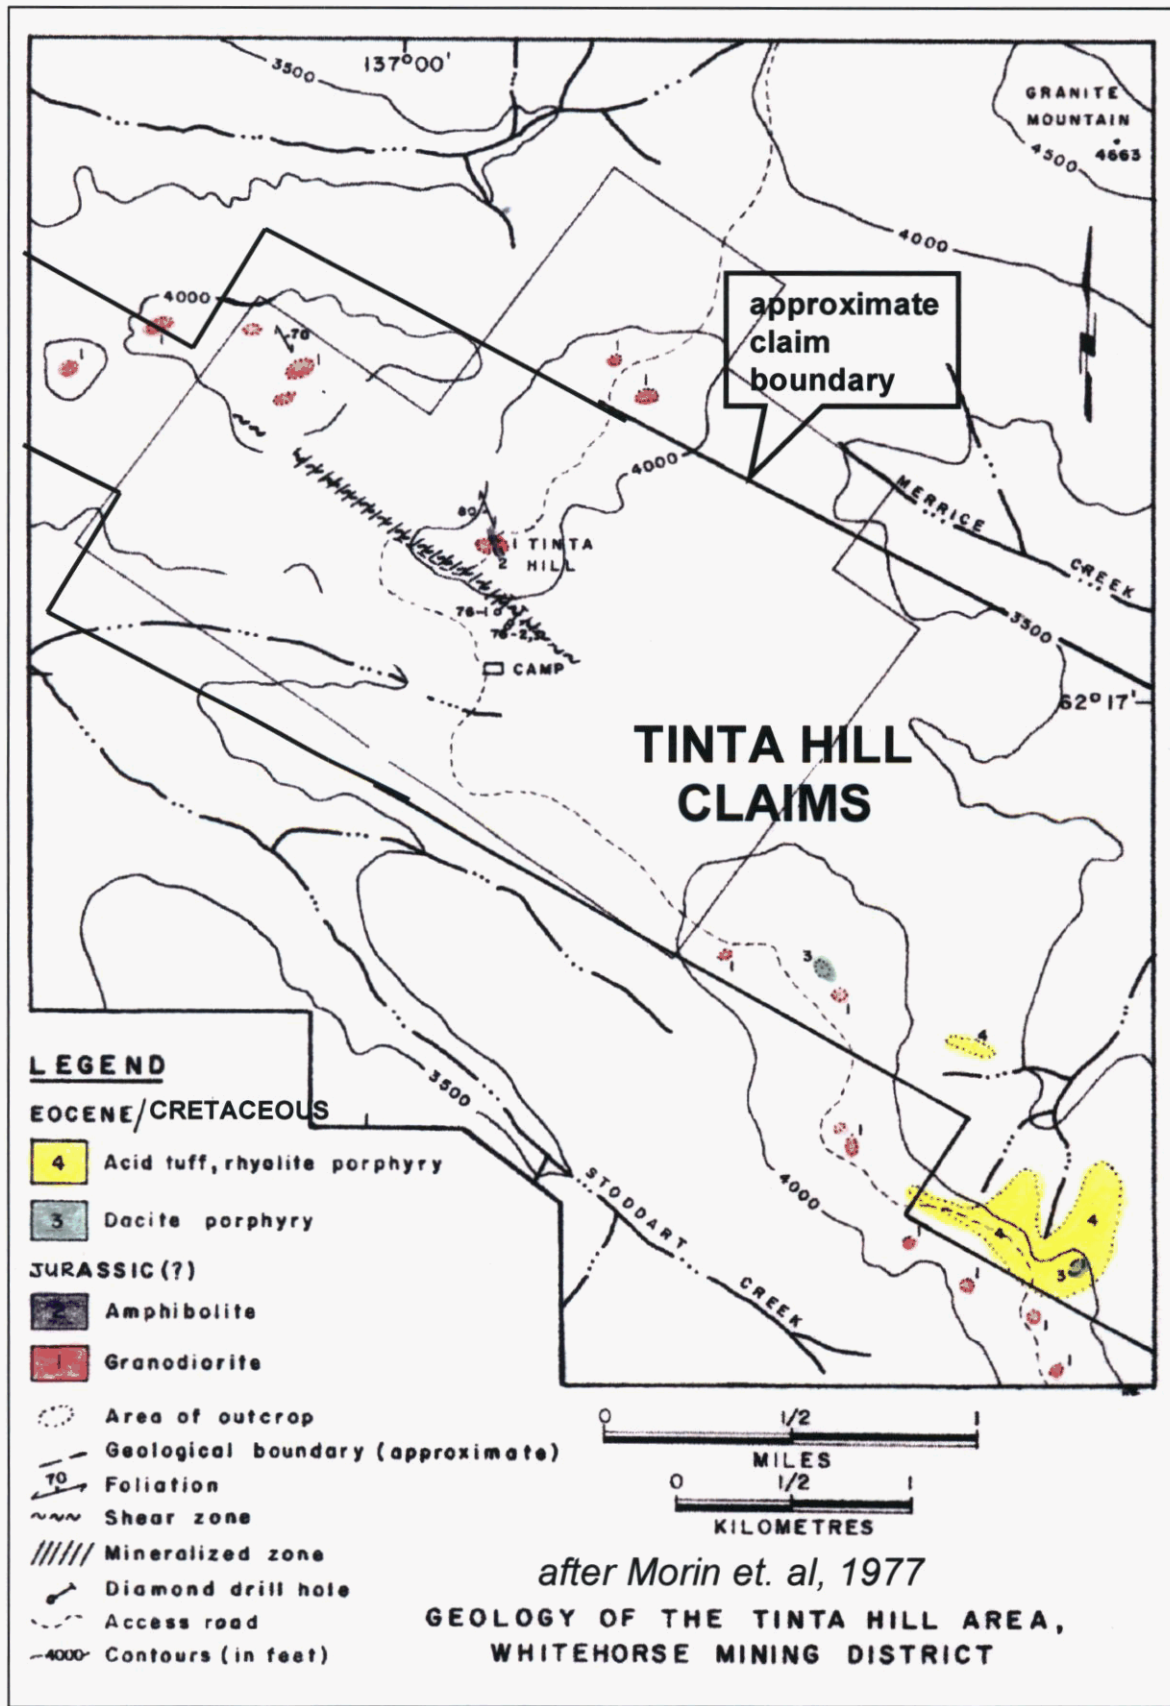 137°00'
3500
GRANITE
MOUNTAIN
4663
4500
4000
approximate
claim
boundary
4000
70
1
1
1
1
1
4000
MERRICE
CREEK
80
1 TINTA
HILL
2
76-1
76-2
CAMP
3500
62°17'
TINTA HILL
CLAIMS
3
1
1
4
3500
1
STODDART
CREEK
4000
4
4
3
1
1
1
1
LEGEND
EOCENE/CRETACEOUS
4 Acid tuff, rhyolite porphyry
3 Dacite porphyry
JURASSIC (?)
2 Amphibolite
1 Granodiorite
Area of outcrop
Geological boundary (approximate)
70 Foliation
Shear zone
Mineralized zone
Diamond drill hole
Access road
-4000- Contours (in feet)
0 1/2 1
MILES
0 1/2 1
KILOMETRES
after Morin et. al, 1977
GEOLOGY OF THE TINTA HILL AREA,
WHITEHORSE MINING DISTRICT